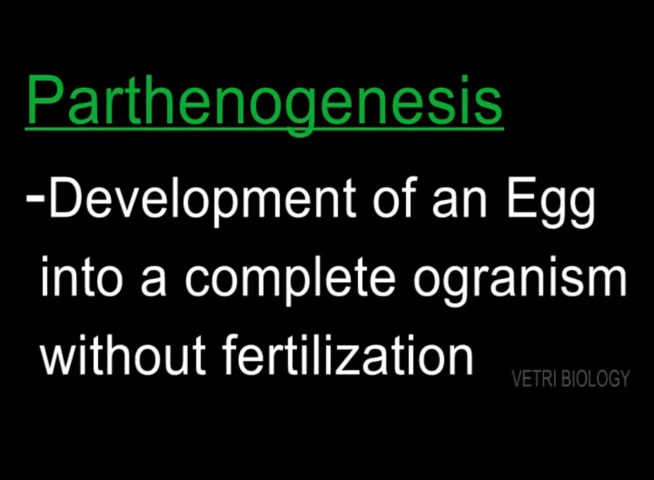 Parthenogenesis
-Development of an Egg
into a complete ogranism
without fertilization
VETRI BIOLOGY